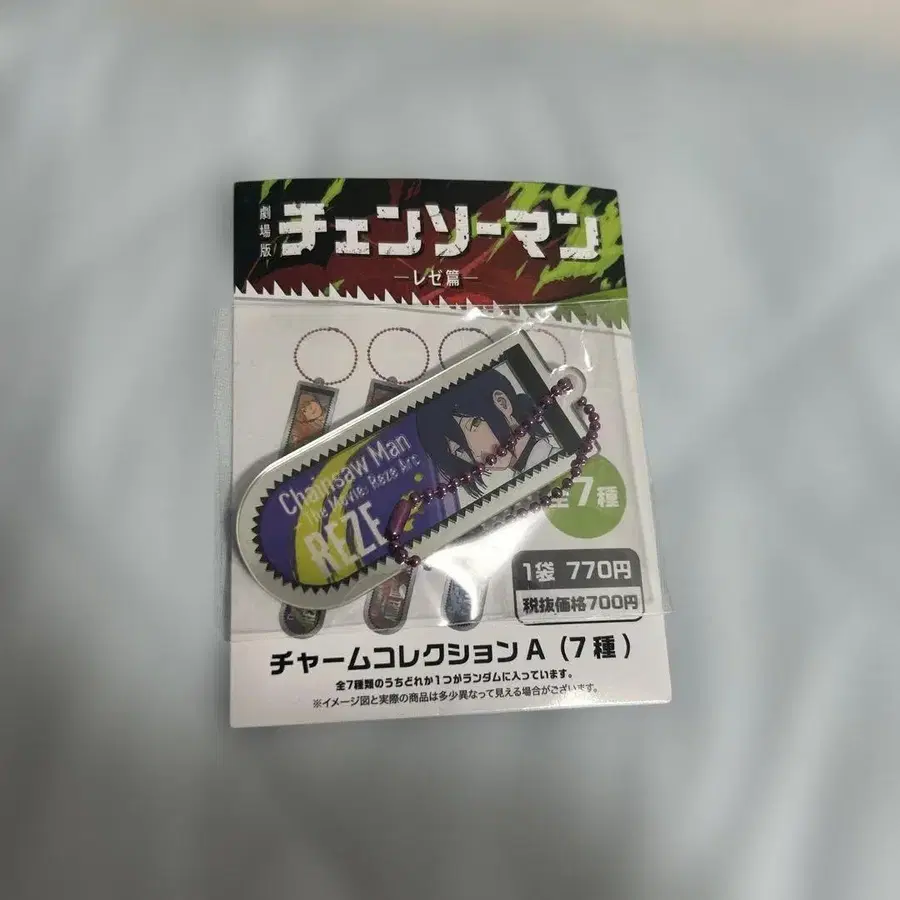 劇場版
チェンソーマン
―レゼ篇―
Chainsaw Man
The Movie: Reze Arc
REZE
全7種
1袋 770円
税抜価格700円
チャームコレクションA (7種)
全7種類のうちどれか1つがランダムに入っています。
※イメージ図と実際の商品は多少異なって見える場合がございます。